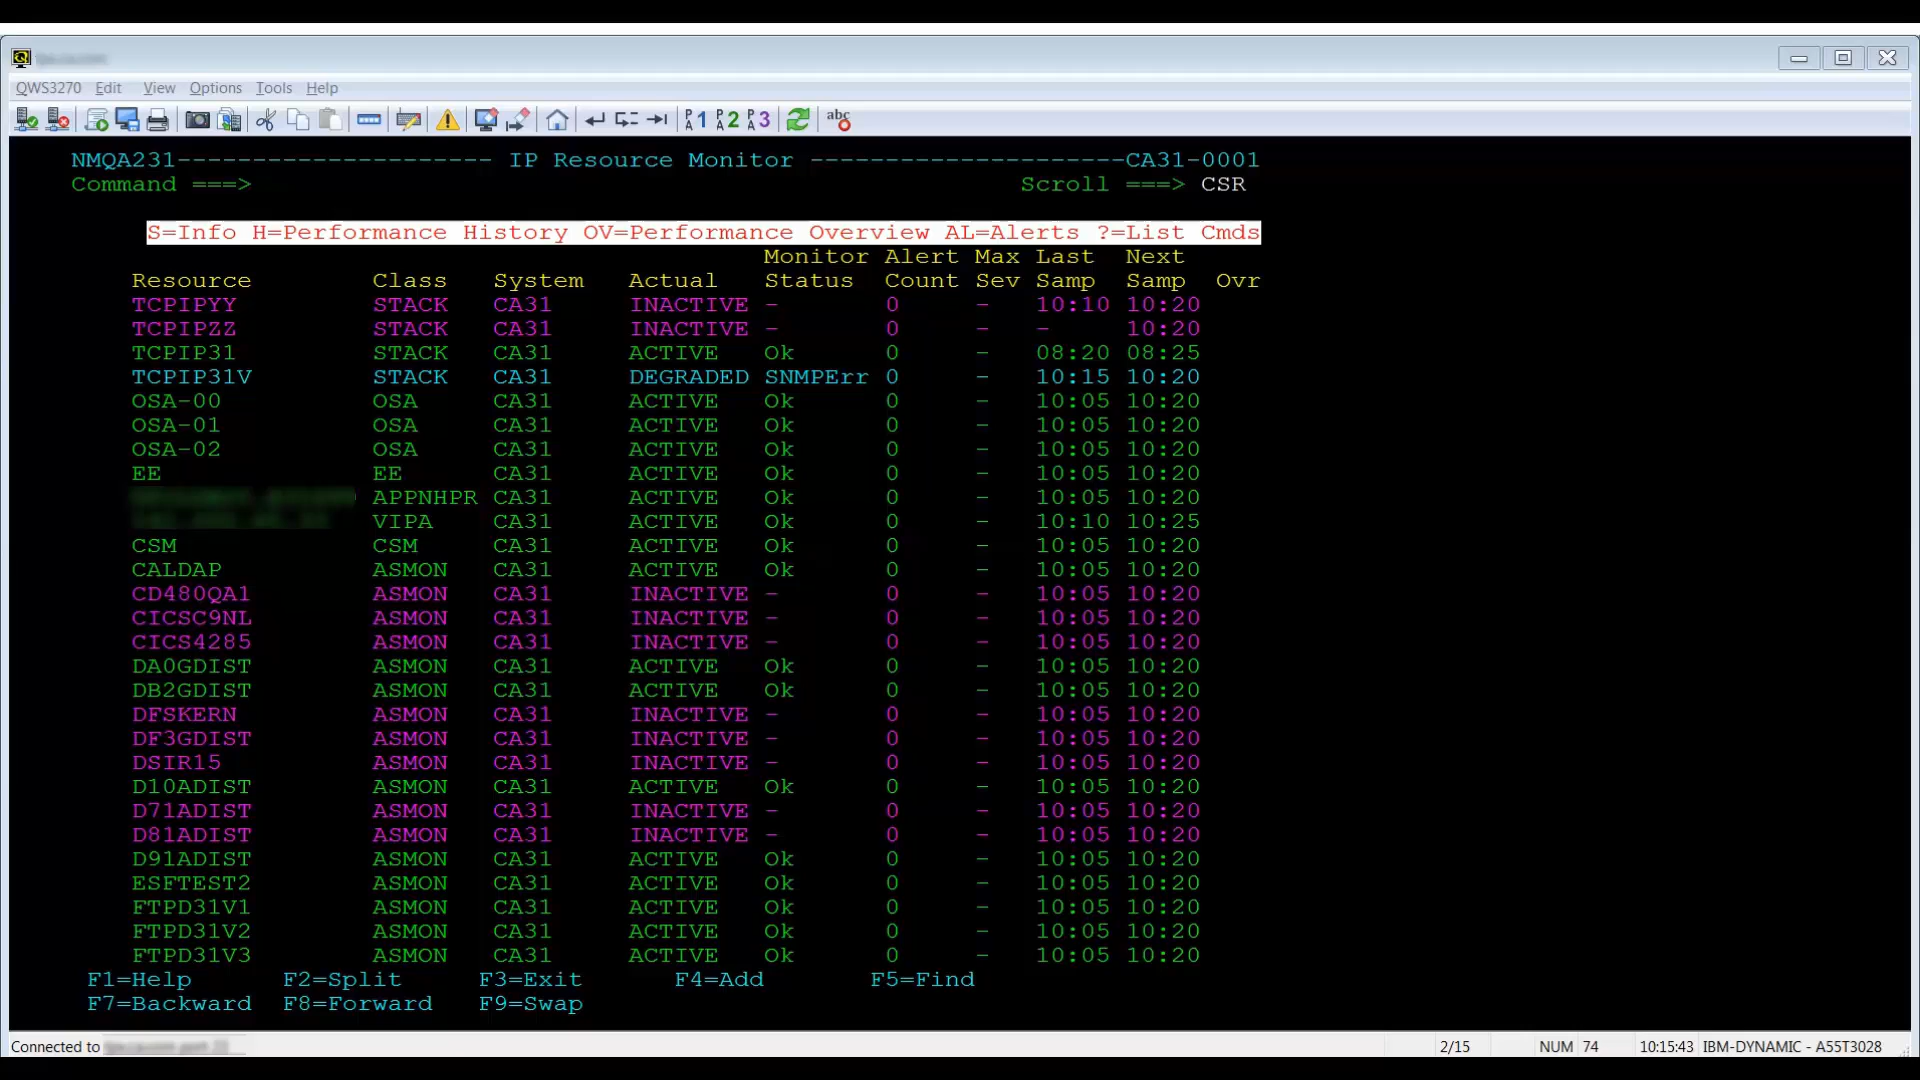 QWS3270 Edit View Options Tools Help
PA1 PA2 PA3 abc
NMQA231--------------------- IP Resource Monitor ---------------------CA31-0001
Command ===> Scroll ===> CSR
S=Info H=Performance History OV=Performance Overview AL=Alerts ?=List Cmds
Monitor Alert Max Last Next
Resource Class System Actual Status Count Sev Samp Samp Ovr
TCPIPYY STACK CA31 INACTIVE - 0 - 10:10 10:20
TCPIPZZ STACK CA31 INACTIVE - 0 - - 10:20
TCPIP31 STACK CA31 ACTIVE Ok 0 - 08:20 08:25
TCPIP31V STACK CA31 DEGRADED SNMPErr 0 - 10:15 10:20
OSA-00 OSA CA31 ACTIVE Ok 0 - 10:05 10:20
OSA-01 OSA CA31 ACTIVE Ok 0 - 10:05 10:20
OSA-02 OSA CA31 ACTIVE Ok 0 - 10:05 10:20
EE EE CA31 ACTIVE Ok 0 - 10:05 10:20
APPNHPR CA31 ACTIVE Ok 0 - 10:05 10:20
VIPA CA31 ACTIVE Ok 0 - 10:10 10:25
CSM CSM CA31 ACTIVE Ok 0 - 10:05 10:20
CALDAP ASMON CA31 ACTIVE Ok 0 - 10:05 10:20
CD480QA1 ASMON CA31 INACTIVE - 0 - 10:05 10:20
CICSC9NL ASMON CA31 INACTIVE - 0 - 10:05 10:20
CICS4285 ASMON CA31 INACTIVE - 0 - 10:05 10:20
DA0GDIST ASMON CA31 ACTIVE Ok 0 - 10:05 10:20
DB2GDIST ASMON CA31 ACTIVE Ok 0 - 10:05 10:20
DFSKERN ASMON CA31 INACTIVE - 0 - 10:05 10:20
DF3GDIST ASMON CA31 INACTIVE - 0 - 10:05 10:20
DSIR15 ASMON CA31 INACTIVE - 0 - 10:05 10:20
D10ADIST ASMON CA31 ACTIVE Ok 0 - 10:05 10:20
D71ADIST ASMON CA31 INACTIVE - 0 - 10:05 10:20
D81ADIST ASMON CA31 INACTIVE - 0 - 10:05 10:20
D91ADIST ASMON CA31 ACTIVE Ok 0 - 10:05 10:20
ESFTEST2 ASMON CA31 ACTIVE Ok 0 - 10:05 10:20
FTPD31V1 ASMON CA31 ACTIVE Ok 0 - 10:05 10:20
FTPD31V2 ASMON CA31 ACTIVE Ok 0 - 10:05 10:20
FTPD31V3 ASMON CA31 ACTIVE Ok 0 - 10:05 10:20
F1=Help F2=Split F3=Exit F4=Add F5=Find
F7=Backward F8=Forward F9=Swap
Connected to 2/15 NUM 74 10:15:43 IBM-DYNAMIC - A55T3028